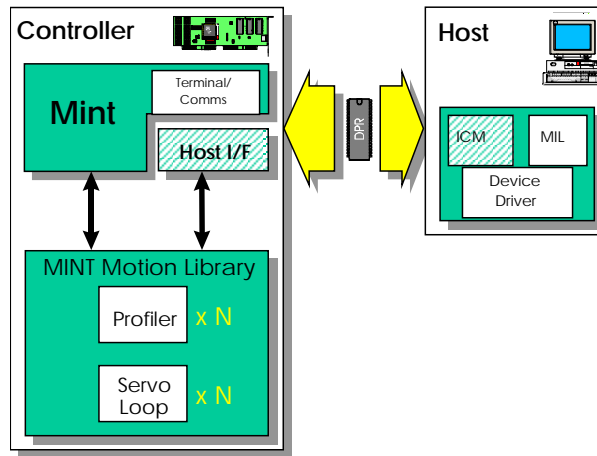 Controller
Terminal/
Comms
Mint
Host I/F
MINT Motion Library
Profiler
x N
Servo
Loop
x N
DPR
Host
ICM
MIL
Device
Driver